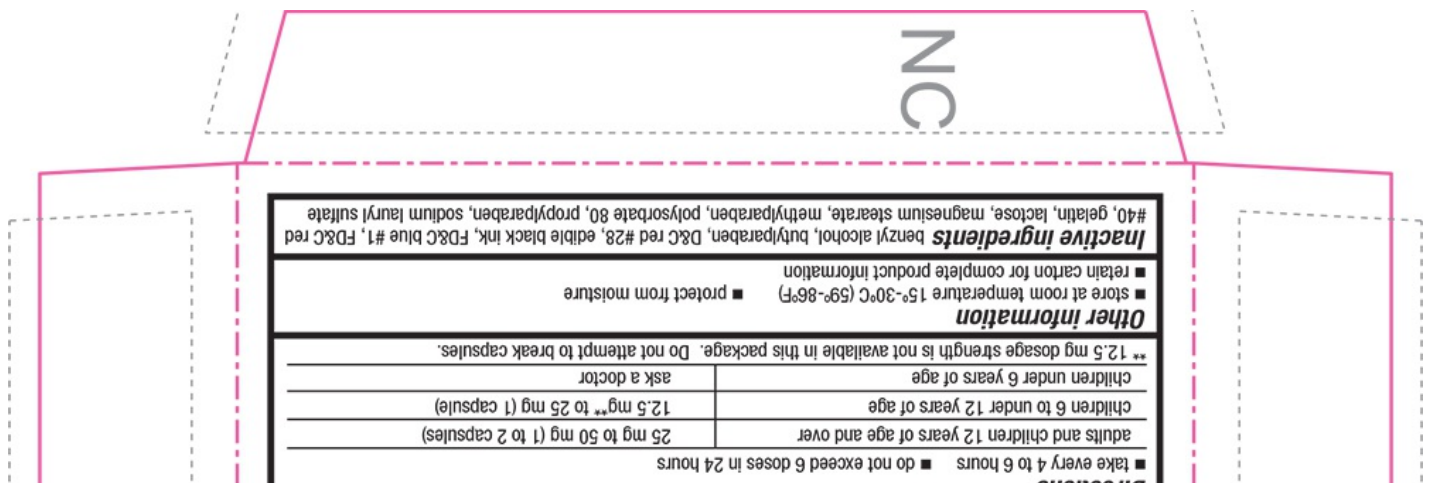 NC
Directions
■ take every 4 to 6 hours ■ do not exceed 6 doses in 24 hours
adults and children 12 years of age and over 25 mg to 50 mg (1 to 2 capsules)
children 6 to under 12 years of age 12.5 mg** to 25 mg (1 capsule)
children under 6 years of age ask a doctor
** 12.5 mg dosage strength is not available in this package. Do not attempt to break capsules.
Other information
■ store at room temperature 15º-30ºC (59º-86ºF) ■ protect from moisture
■ retain carton for complete product information
Inactive ingredients benzyl alcohol, butylparaben, D&C red #28, edible black ink, FD&C blue #1, FD&C red
#40, gelatin, lactose, magnesium stearate, methylparaben, polysorbate 80, propylparaben, sodium lauryl sulfate